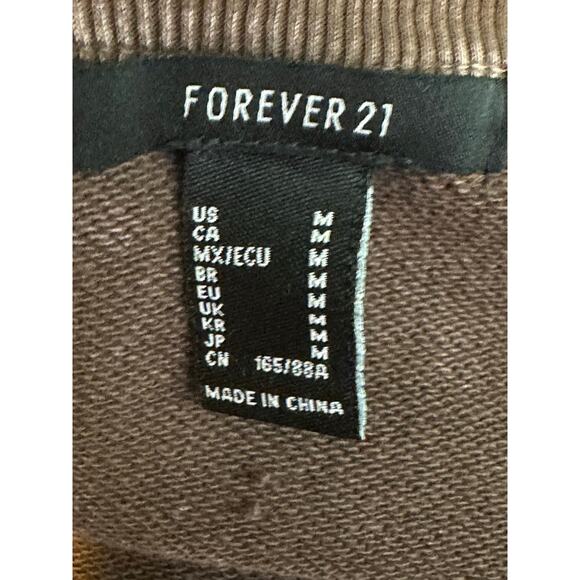 FOREVER 21
US M
CA M
MX/ECU M
BR M
EU M
UK M
KR M
JP M
CN 165/88A
MADE IN CHINA